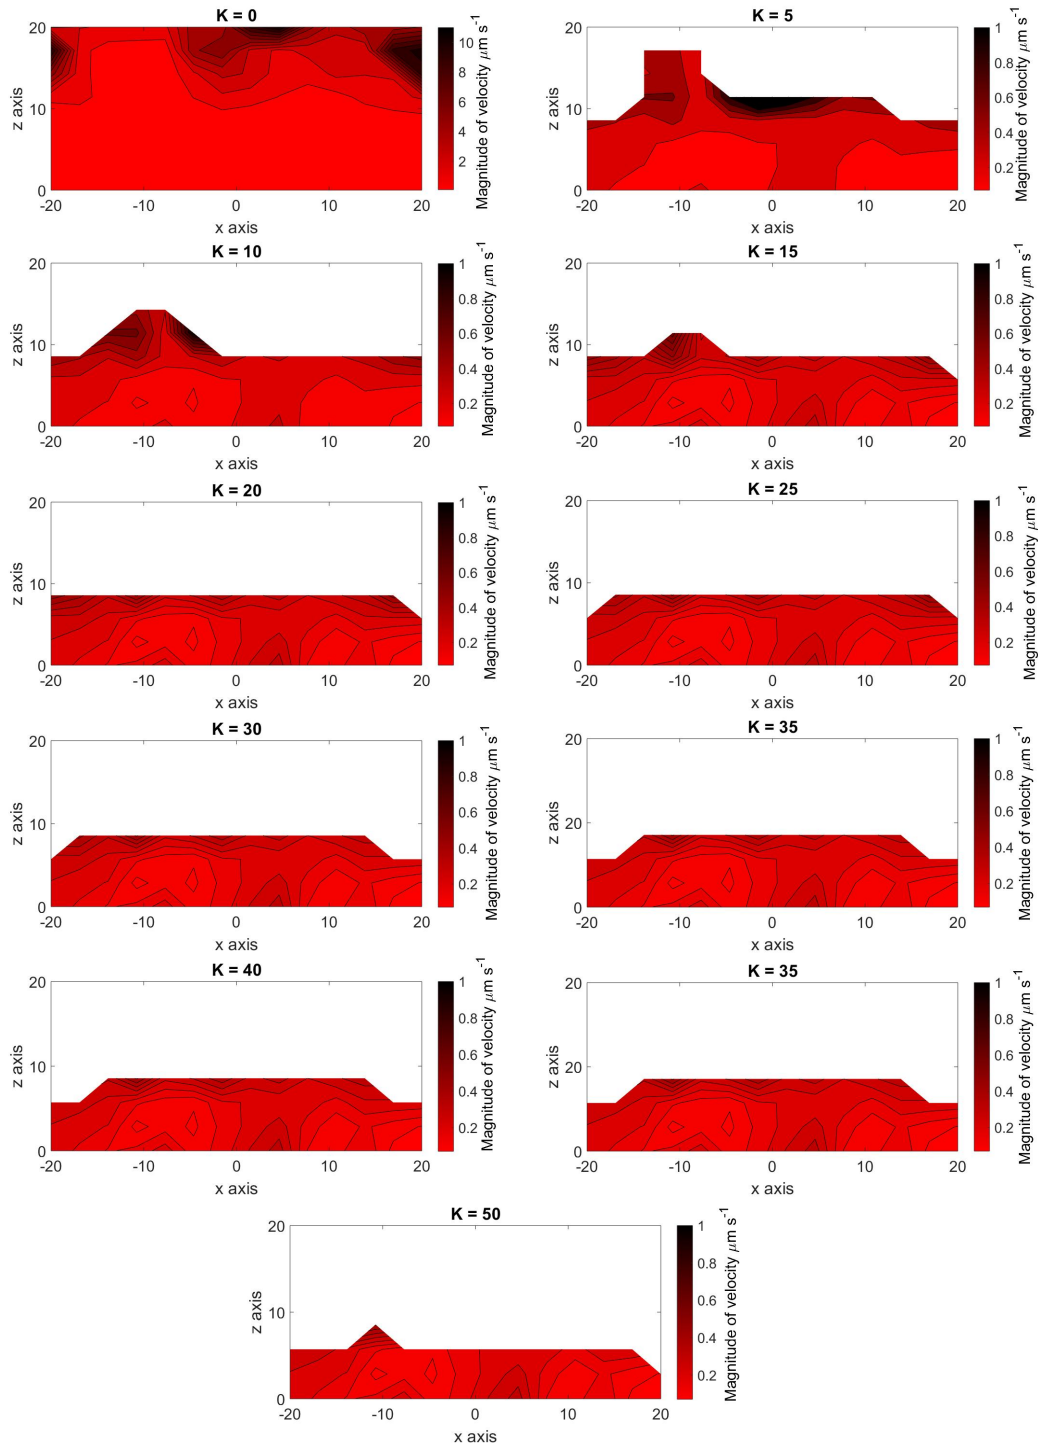 K = 0
20
10
0
z axis
-20 -10 0 10 20
x axis
10
8
6
4
2
Magnitude of velocity μm s-1
K = 5
20
10
0
z axis
-20 -10 0 10 20
x axis
1
0.8
0.6
0.4
0.2
Magnitude of velocity μm s-1
K = 10
20
10
0
z axis
-20 -10 0 10 20
x axis
1
0.8
0.6
0.4
0.2
Magnitude of velocity μm s-1
K = 15
20
10
0
z axis
-20 -10 0 10 20
x axis
1
0.8
0.6
0.4
0.2
Magnitude of velocity μm s-1
K = 20
20
10
0
z axis
-20 -10 0 10 20
x axis
1
0.8
0.6
0.4
0.2
Magnitude of velocity μm s-1
K = 25
20
10
0
z axis
-20 -10 0 10 20
x axis
1
0.8
0.6
0.4
0.2
Magnitude of velocity μm s-1
K = 30
20
10
0
z axis
-20 -10 0 10 20
x axis
1
0.8
0.6
0.4
0.2
Magnitude of velocity μm s-1
K = 35
20
20
0
z axis
-20 -10 0 10 20
x axis
1
0.8
0.6
0.4
0.2
Magnitude of velocity μm s-1
K = 40
20
10
0
z axis
-20 -10 0 10 20
x axis
1
0.8
0.6
0.4
0.2
Magnitude of velocity μm s-1
K = 35
20
20
0
z axis
-20 -10 0 10 20
x axis
1
0.8
0.6
0.4
0.2
Magnitude of velocity μm s-1
K = 50
20
10
0
z axis
-20 -10 0 10 20
x axis
1
0.8
0.6
0.4
0.2
Magnitude of velocity μm s-1